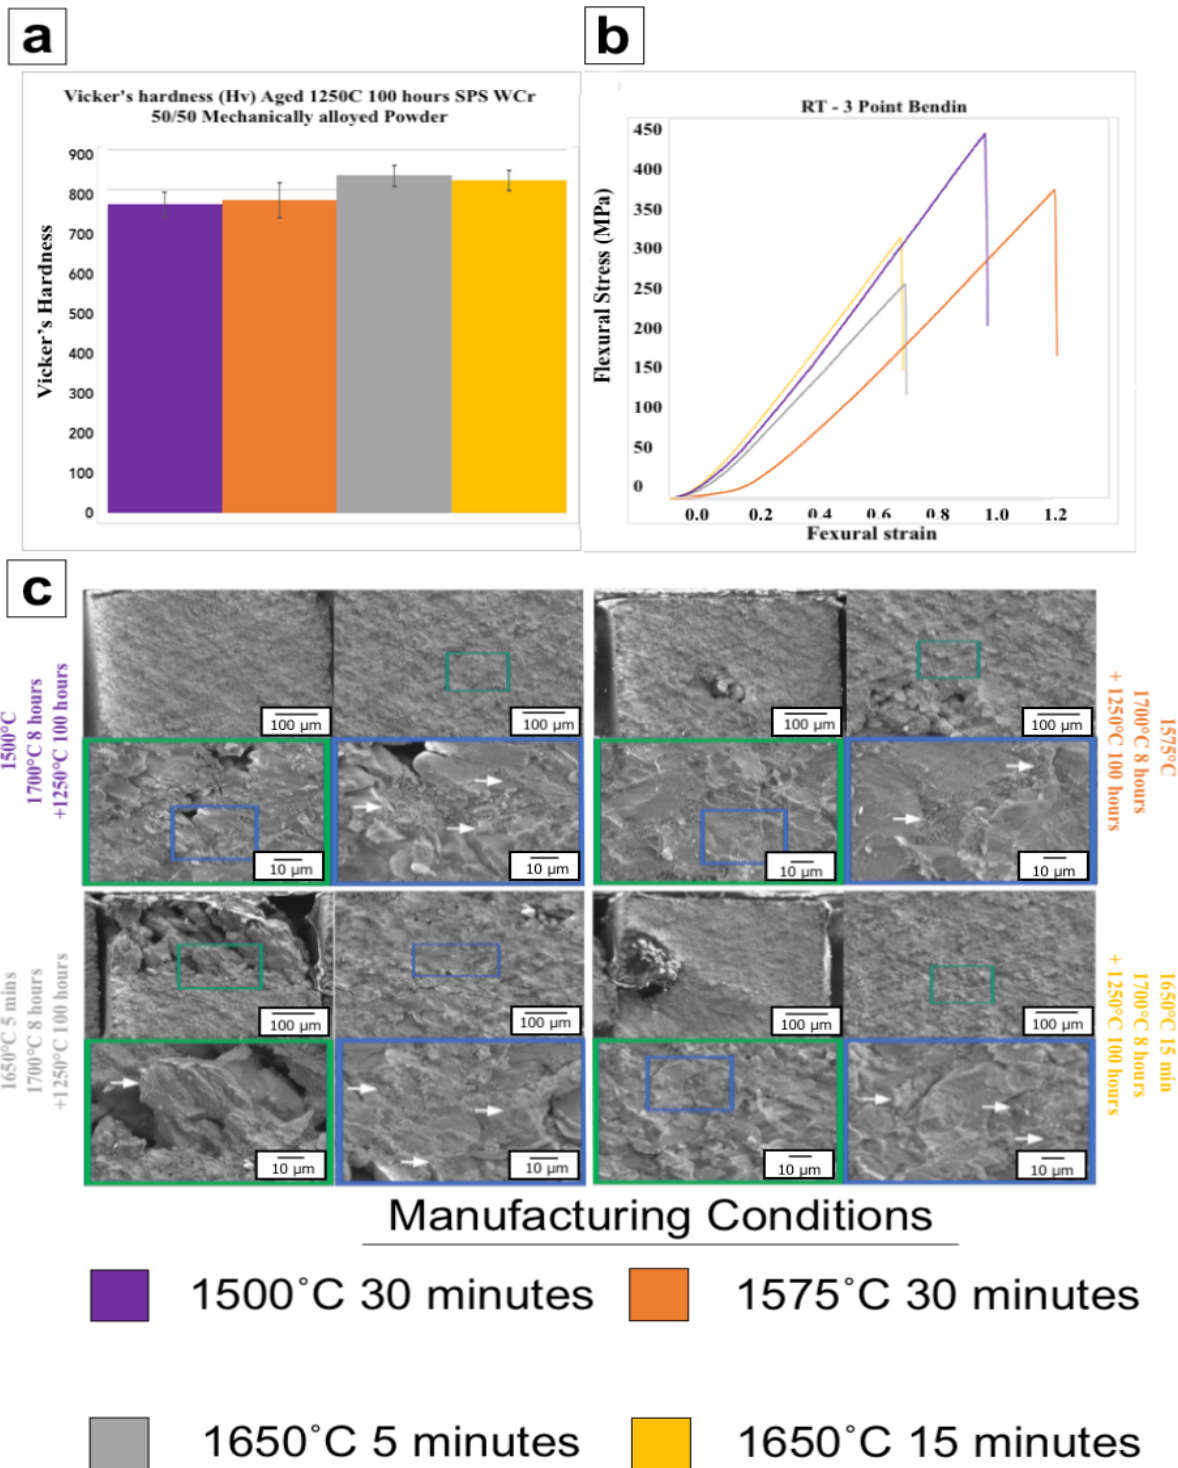 a
b
Vicker's hardness (Hv) Aged 1250C 100 hours SPS WCr
50/50 Mechanically alloyed Powder
Vicker's Hardness
900
800
700
600
500
400
300
200
100
0
RT - 3 Point Bendin
Flexural Stress (MPa)
450
400
350
300
250
200
150
100
50
0
0.0 0.2 0.4 0.6 0.8 1.0 1.2
Fexural strain
c
1500°C
1700°C 8 hours
+1250°C 100 hours
100 µm
100 µm
10 µm
10 µm
100 µm
100 µm
10 µm
10 µm
1575°C
1700°C 8 hours
+ 1250°C 100 hours
1650°C 5 mins
1700°C 8 hours
+1250°C 100 hours
100 µm
100 µm
10 µm
10 µm
100 µm
100 µm
10 µm
10 µm
1650°C 15 min
1700°C 8 hours
+ 1250°C 100 hours
Manufacturing Conditions
1500˚C 30 minutes
1575˚C 30 minutes
1650˚C 5 minutes
1650˚C 15 minutes